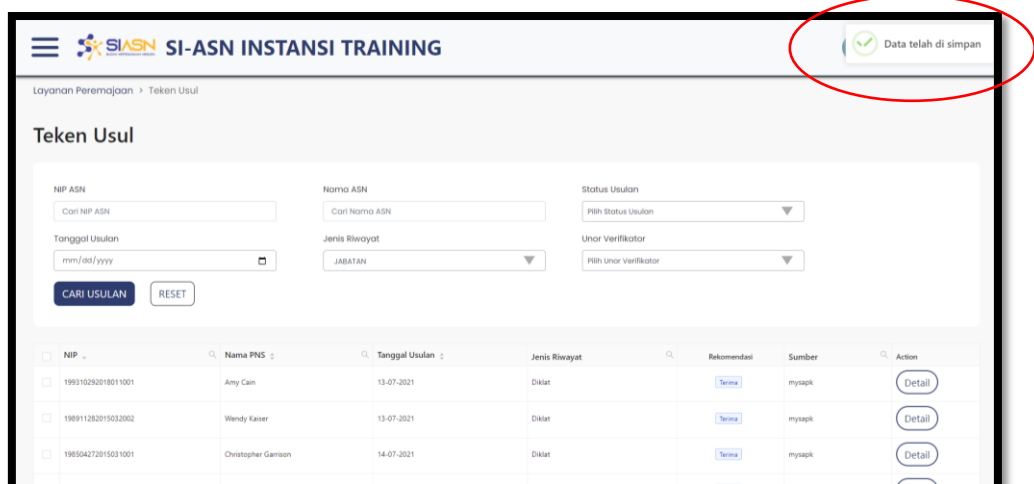 SIASN SI-ASN INSTANSI TRAINING
Data telah di simpan
Layanan Peremajaan > Teken Usul
Teken Usul
NIP ASN Nama ASN Status Usulan
Cari NIP ASN Cari Nama ASN Pilih Status Usulan
Tanggal Usulan Jenis Riwayat Unor Verifikator
mm/dd/yyyy JABATAN Pilih Unor Verifikator
CARI USULAN RESET
NIP Nama PNS Tanggal Usulan Jenis Riwayat Rekomendasi Sumber Action
199310292018011001 Amy Cain 13-07-2021 Diklat Terima mysapk Detail
198911282015032002 Wendy Kaiser 13-07-2021 Diklat Terima mysapk Detail
198504272015031001 Christopher Garrison 14-07-2021 Diklat Terima mysapk Detail